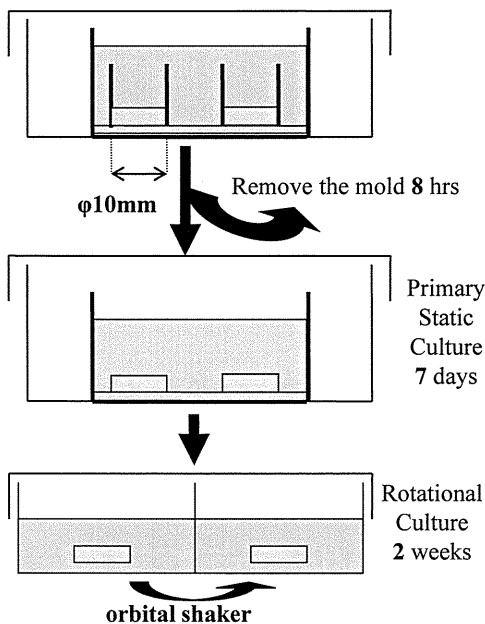 φ10mm
Remove the mold 8 hrs
Primary
Static
Culture
7 days
Rotational
Culture
2 weeks
orbital shaker